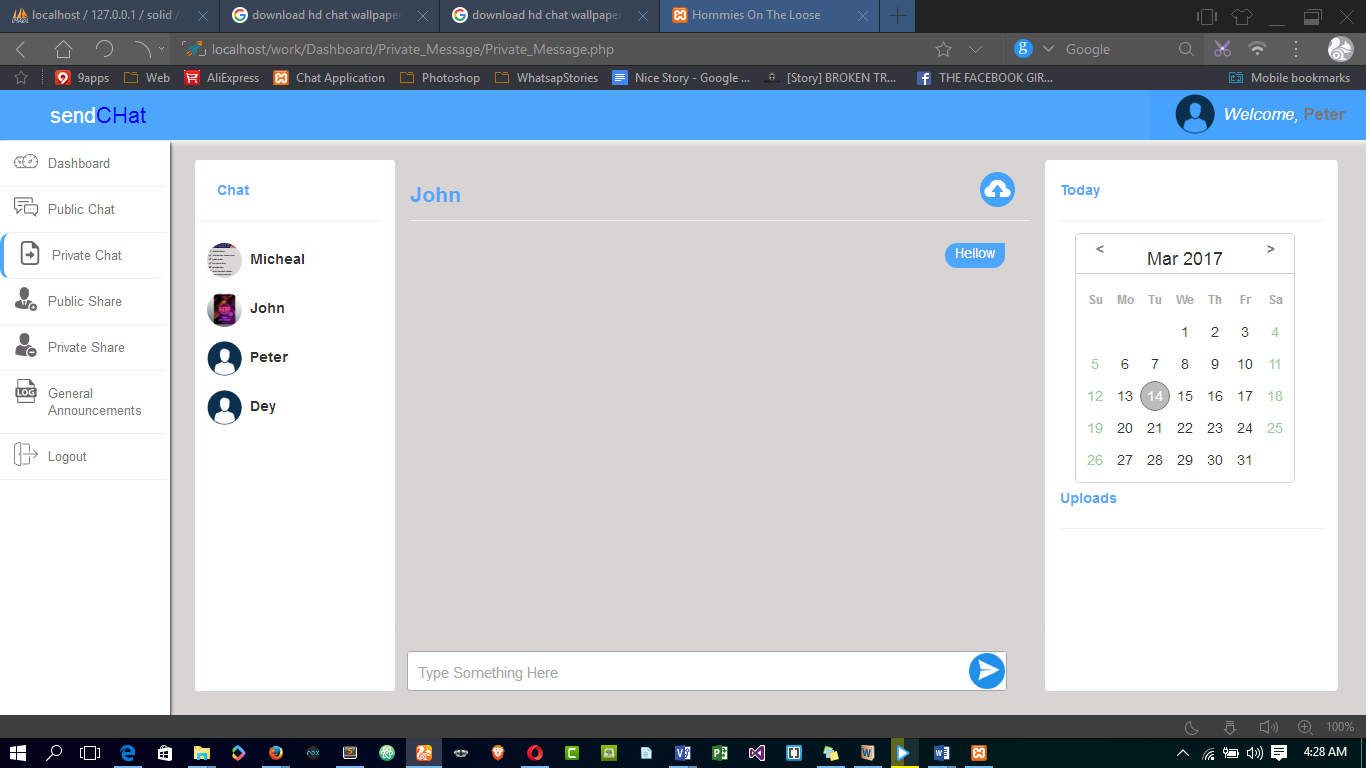 localhost / 127.0.0.1 / solid /
download hd chat wallpaper
download hd chat wallpaper
Hommies On The Loose
localhost/work/Dashboard/Private_Message/Private_Message.php
g
Google
9apps
Web
AliExpress
Chat Application
Photoshop
WhatsapStories
Nice Story - Google ...
[Story] BROKEN TR...
THE FACEBOOK GIR...
Mobile bookmarks
sendCHat
Welcome, Peter
Dashboard
Public Chat
Private Chat
Public Share
Private Share
LOG
General
Announcements
Logout
Chat
Micheal
John
Peter
Dey
John
Hellow
Type Something Here
Today
< Mar 2017 >
Su Mo Tu We Th Fr Sa
1 2 3 4
5 6 7 8 9 10 11
12 13 14 15 16 17 18
19 20 21 22 23 24 25
26 27 28 29 30 31
Uploads
100%
4:28 AM